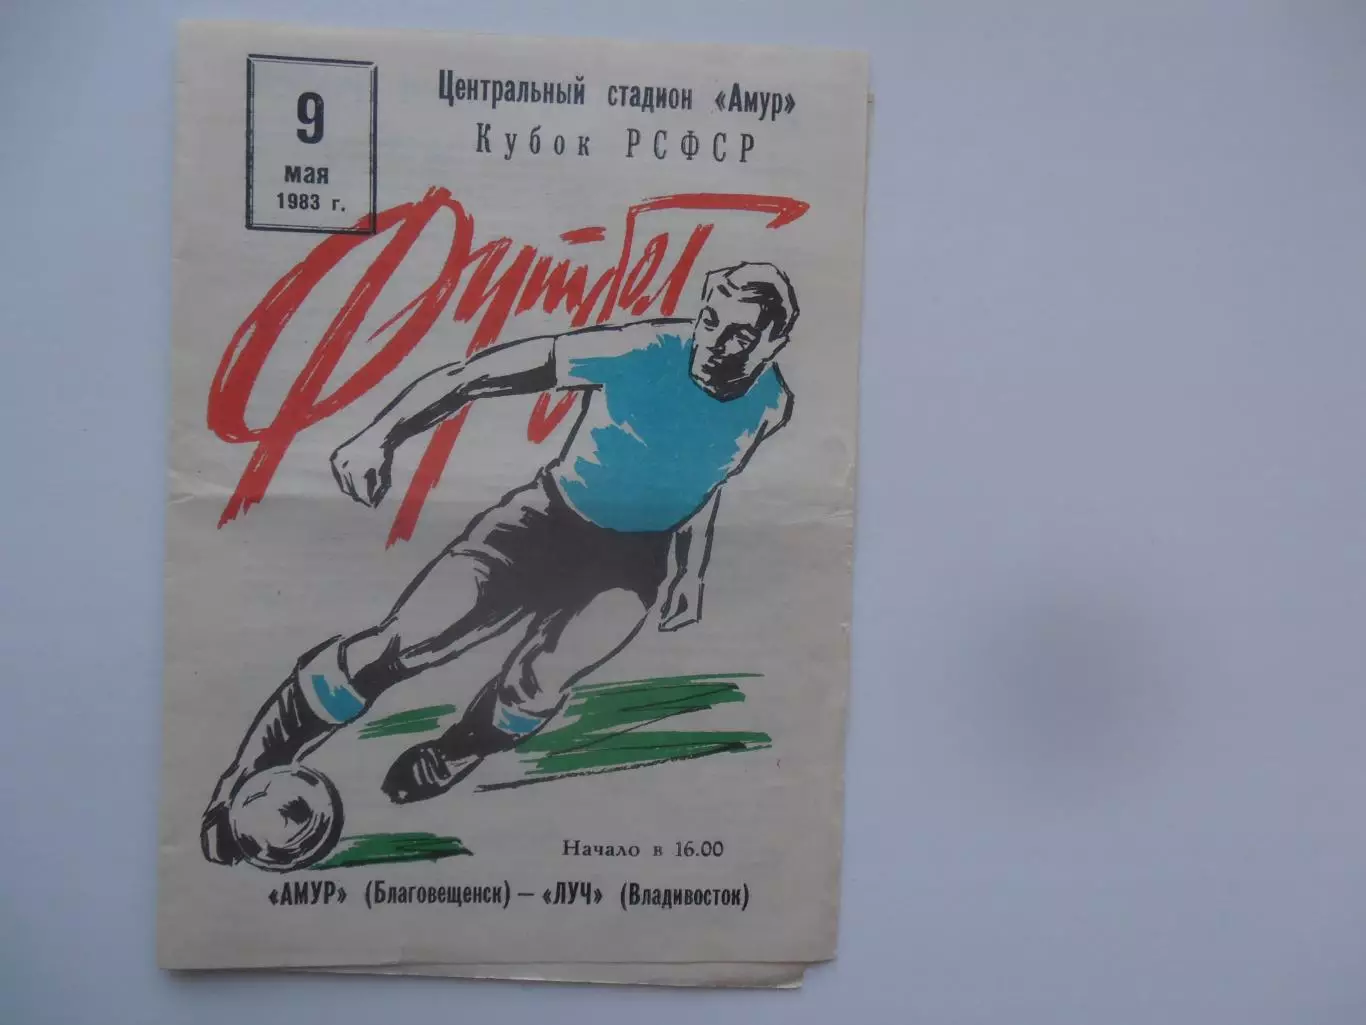 9
мая
1983 г.
Центральный стадион «Амур»
Кубок РСФСР
Футбол
Начало в 16.00
«АМУР» (Благовещенск) — «ЛУЧ» (Владивосток)